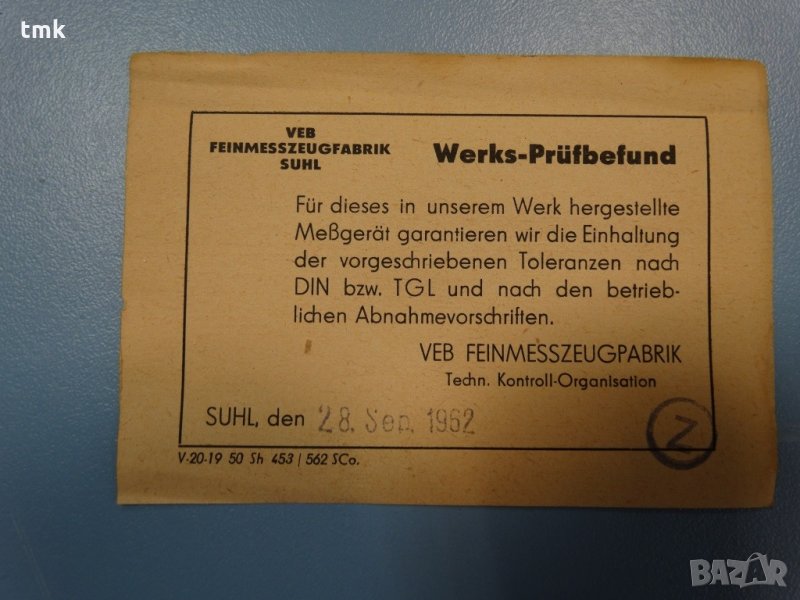 tmk
VEB
FEINMESSZEUGFABRIK
SUHL
Werks-Prüfbefund
Für dieses in unserem Werk hergestellte
Meßgerät garantieren wir die Einhaltung
der vorgeschriebenen Toleranzen nach
DIN bzw. TGL und nach den betrieb-
lichen Abnahmevorschriften.
VEB FEINMESSZEUGPABRIK
Techn. Kontroll-Organisation
SUHL, den 28. Sep. 1962
Z
V-20-19 50 Sh 453 / 562 SCo.
BAZAR